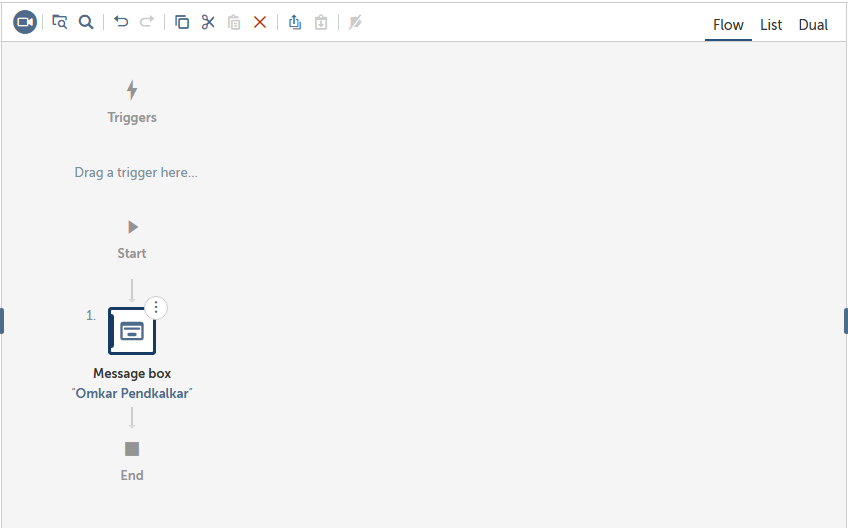 Flow List Dual
Triggers
Drag a trigger here...
Start
1.
Message box
"Omkar Pendkalkar"
End